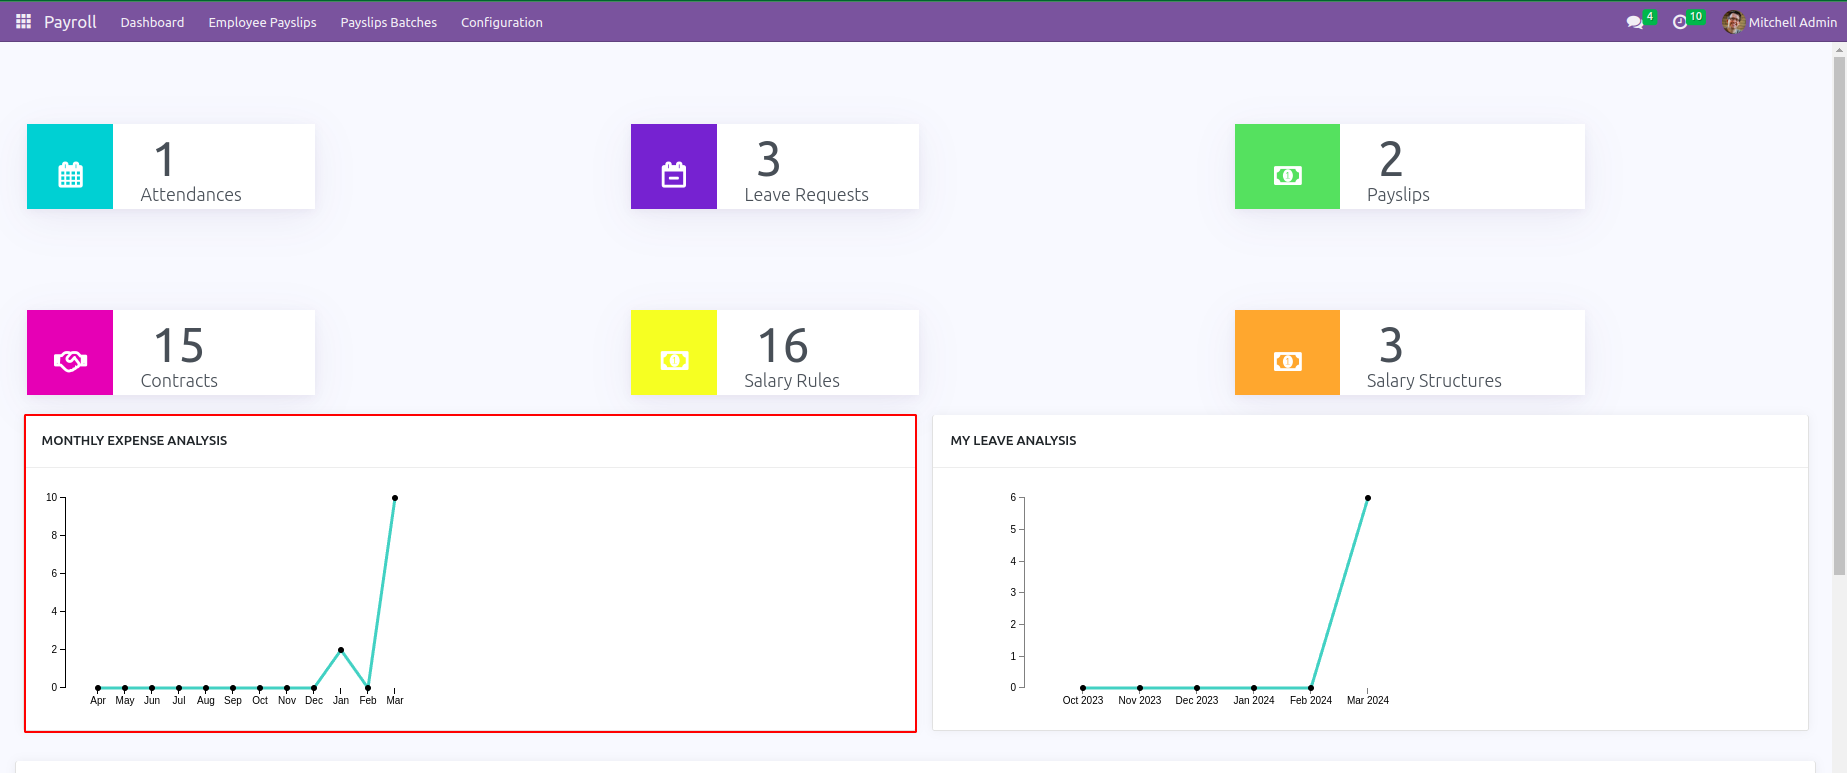 Payroll Dashboard Employee Payslips Payslips Batches Configuration 4 10 Mitchell Admin
1
Attendances
3
Leave Requests
2
Payslips
15
Contracts
16
Salary Rules
3
Salary Structures
MONTHLY EXPENSE ANALYSIS
10
8
6
4
2
0
Apr May Jun Jul Aug Sep Oct Nov Dec Jan Feb Mar
MY LEAVE ANALYSIS
6
5
4
3
2
1
0
Oct 2023 Nov 2023 Dec 2023 Jan 2024 Feb 2024 Mar 2024